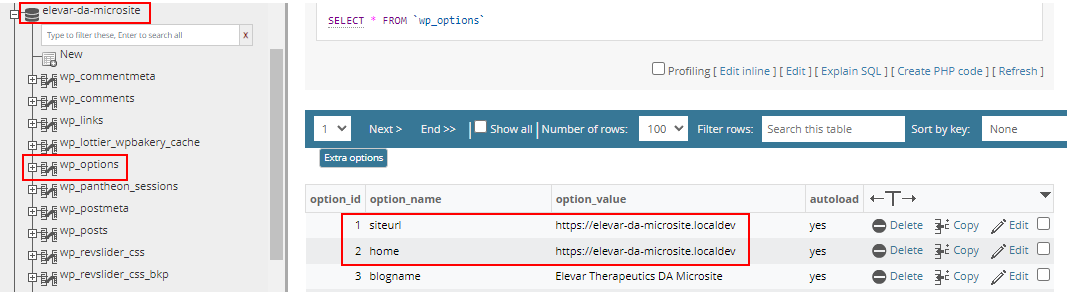 elevar-da-microsite
Type to filter these, Enter to search all X
New
wp_commentmeta
wp_comments
wp_links
wp_lottier_wpbakery_cache
wp_options
wp_pantheon_sessions
wp_postmeta
wp_posts
wp_revslider_css
wp_revslider_css_bkp
SELECT * FROM `wp_options`
Profiling [ Edit inline ] [ Edit ] [ Explain SQL ] [ Create PHP code ] [ Refresh ]
1 Next > End >> Show all Number of rows: 100 Filter rows: Search this table Sort by key: None
Extra options
option_id option_name option_value autoload
1 siteurl https://elevar-da-microsite.localdev yes Delete Copy Edit
2 home https://elevar-da-microsite.localdev yes Delete Copy Edit
3 blogname Elevar Therapeutics DA Microsite yes Delete Copy Edit